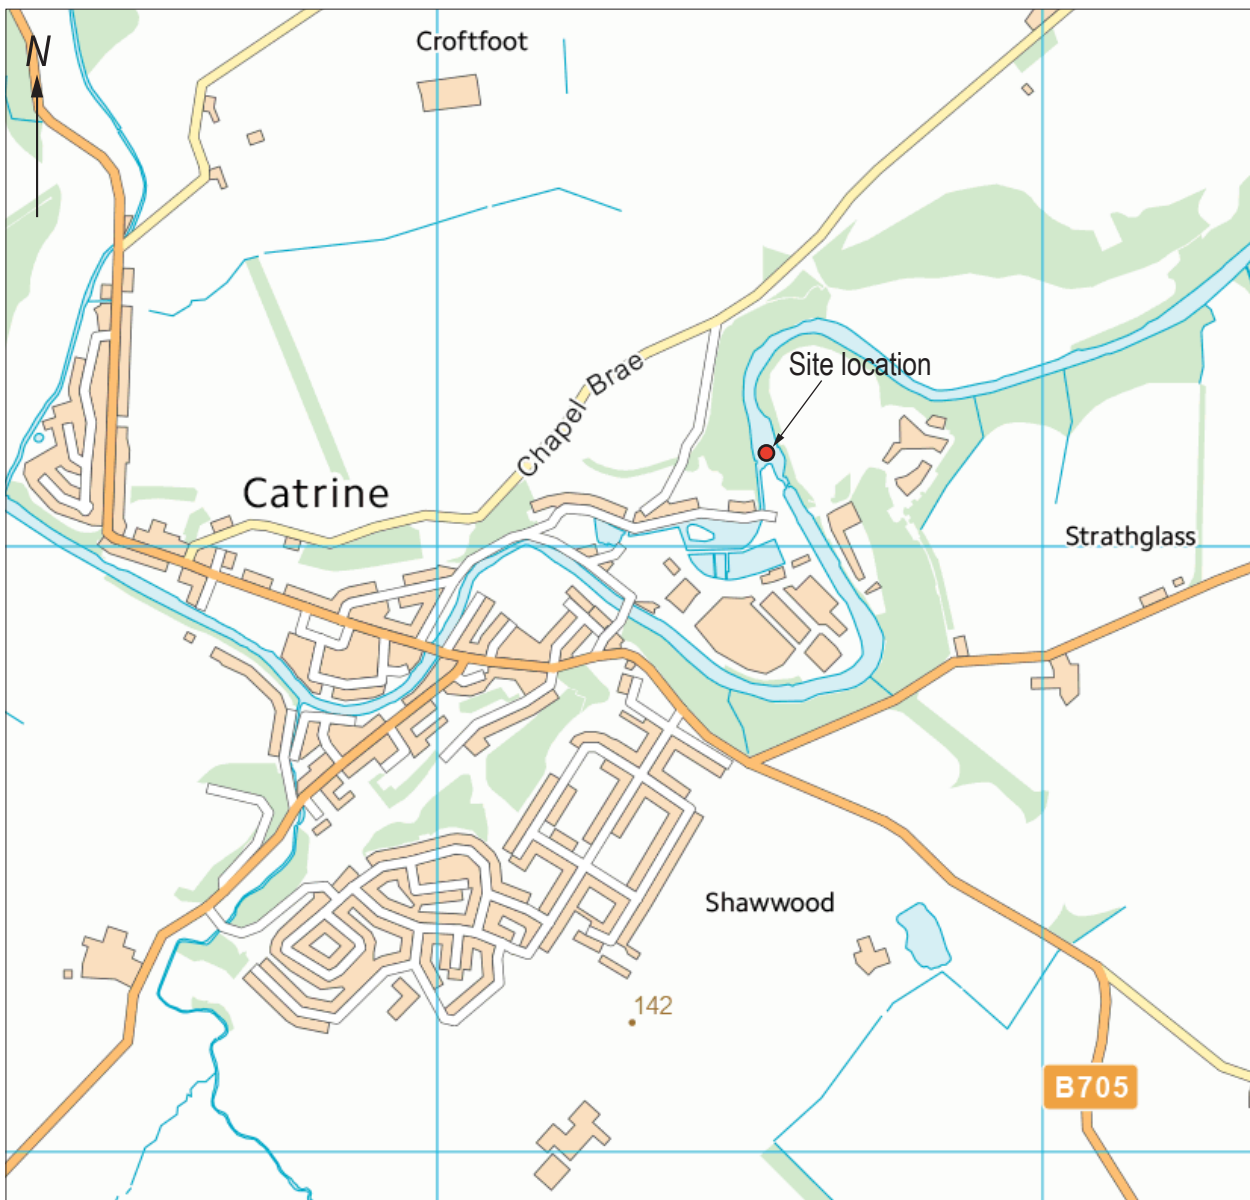 Croftfoot
N
Site location
Chapel Brae
Catrine
Strathglass
Shawwood
142
B705